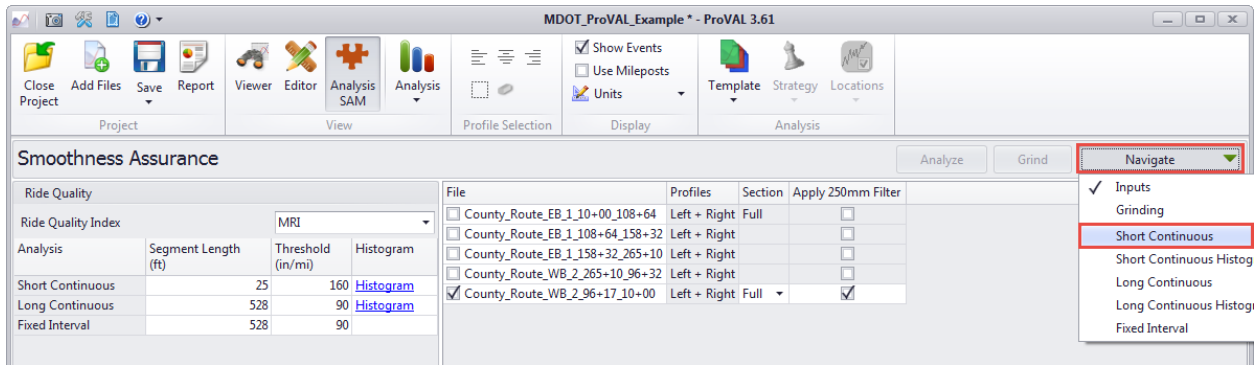 MDOT_ProVAL_Example * - ProVAL 3.61
Close Project
Add Files
Save
Report
Viewer
Editor
Analysis SAM
Analysis
Show Events
Use Mileposts
Units
Template
Strategy
Locations
Project
View
Profile Selection
Display
Analysis
Smoothness Assurance
Analyze
Grind
Navigate
Ride Quality
Ride Quality Index MRI
Analysis Segment Length (ft) Threshold (in/mi) Histogram
Short Continuous 25 160 Histogram
Long Continuous 528 90 Histogram
Fixed Interval 528 90
File Profiles Section Apply 250mm Filter
County_Route_EB_1_10+00_108+64 Left + Right Full
County_Route_EB_1_108+64_158+32 Left + Right
County_Route_EB_1_158+32_265+10 Left + Right
County_Route_WB_2_265+10_96+32 Left + Right
County_Route_WB_2_96+17_10+00 Left + Right Full
Inputs
Grinding
Short Continuous
Short Continuous Histog
Long Continuous
Long Continuous Histogr
Fixed Interval